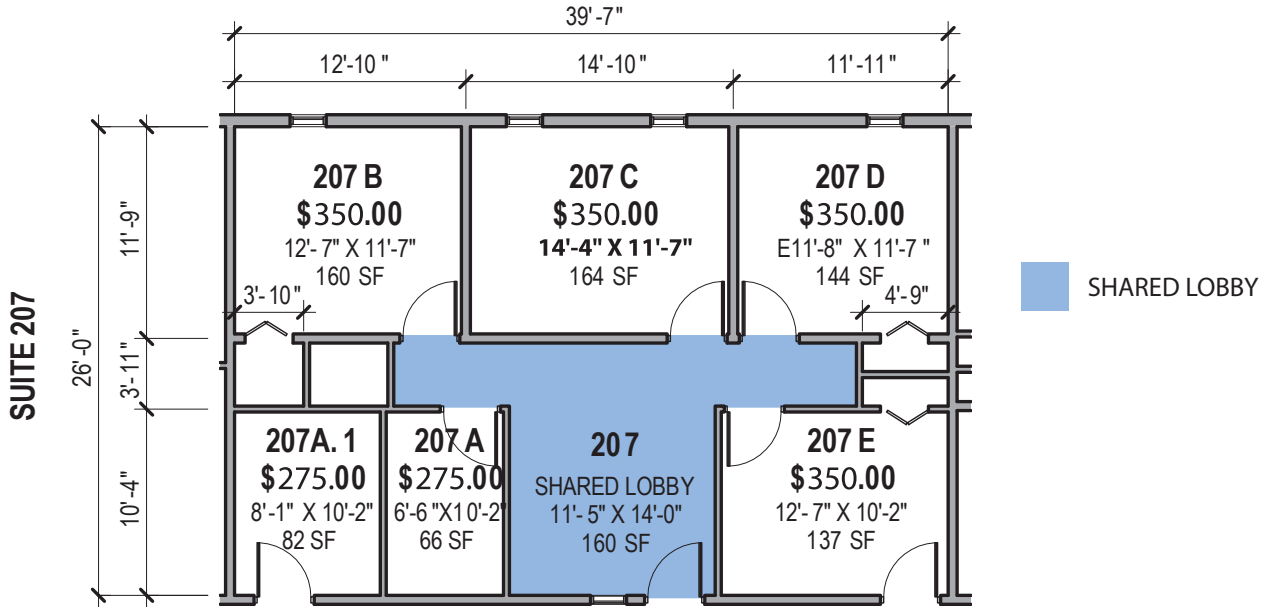 39'-7"
12'-10 "
14'-10 "
11'-11"
SUITE 207
26'-0"
11'-9"
3'- 11"
10'-4"
207 B
$350.00
12'- 7" X 11'-7"
160 SF
3'- 10"
207 C
$350.00
14'-4" X 11'-7"
164 SF
207 D
$350.00
E11'-8" X 11'-7 "
144 SF
4'-9"
SHARED LOBBY
207A. 1
$275.00
8'-1" X 10'-2"
82 SF
207 A
$275.00
6'-6 "X10'-2"
66 SF
207
SHARED LOBBY
11'- 5" X 14'-0"
160 SF
207 E
$350.00
12'- 7" X 10'-2"
137 SF